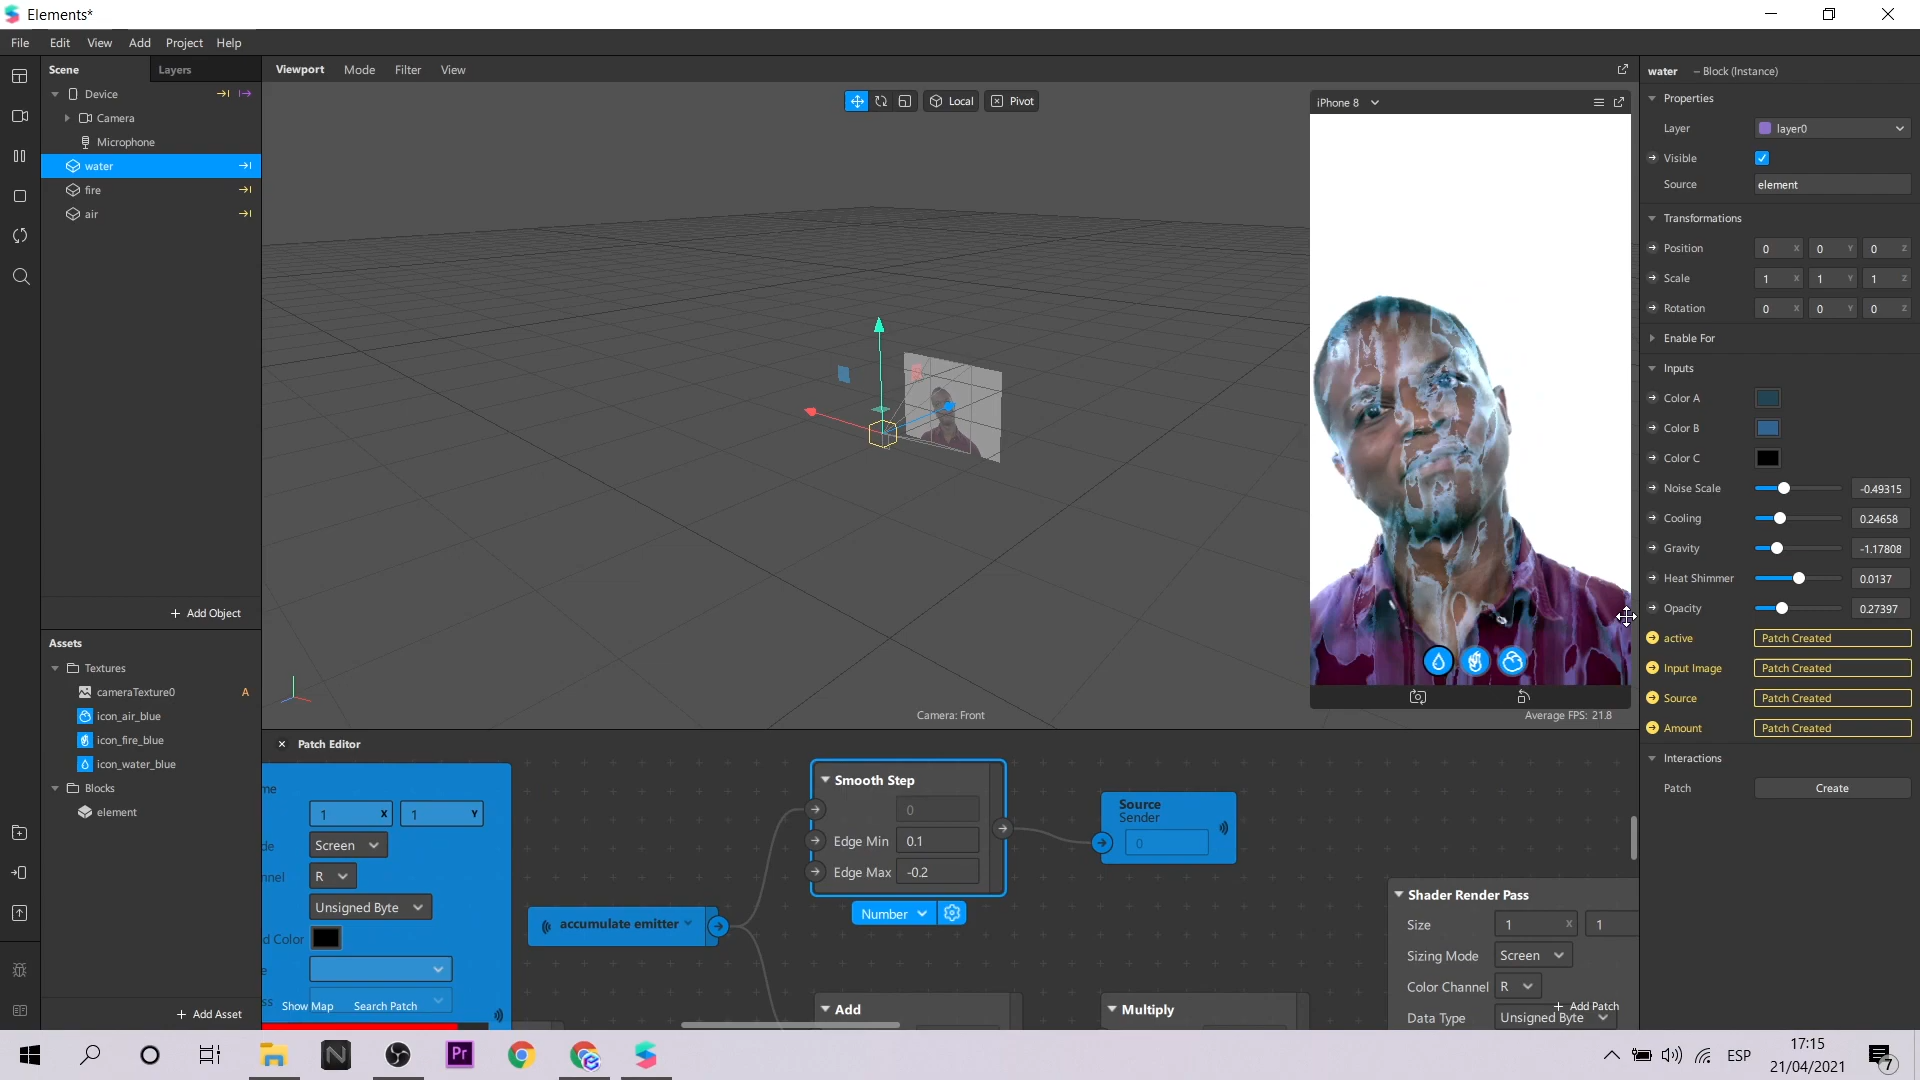 Elements*
File Edit View Add Project Help
Scene Layers
Device
Camera
Microphone
water
fire
air
+ Add Object
Assets
Textures
cameraTexture0 A
icon_air_blue
icon_fire_blue
icon_water_blue
Blocks
element
+ Add Asset
Viewport Mode Filter View
Local Pivot
iPhone 8
Camera: Front
Average FPS: 21.8
Patch Editor
1 X 1 Y
Screen
R
Unsigned Byte
d Color
Show Map Search Patch
accumulate emitter
Smooth Step
0
Edge Min 0.1
Edge Max -0.2
Number
Source
Sender
0
Add
Multiply
Shader Render Pass
Size 1 X 1
Sizing Mode Screen
Color Channel R
+ Add Patch
Data Type Unsigned Byte
water – Block (Instance)
Properties
Layer layer0
Visible
Source element
Transformations
Position 0 X 0 Y 0 Z
Scale 1 X 1 Y 1 Z
Rotation 0 X 0 Y 0 Z
Enable For
Inputs
Color A
Color B
Color C
Noise Scale -0.49315
Cooling 0.24658
Gravity -1.17808
Heat Shimmer 0.0137
Opacity 0.27397
active Patch Created
Input Image Patch Created
Source Patch Created
Amount Patch Created
Interactions
Patch Create
N Pr ESP
17:15
21/04/2021
7